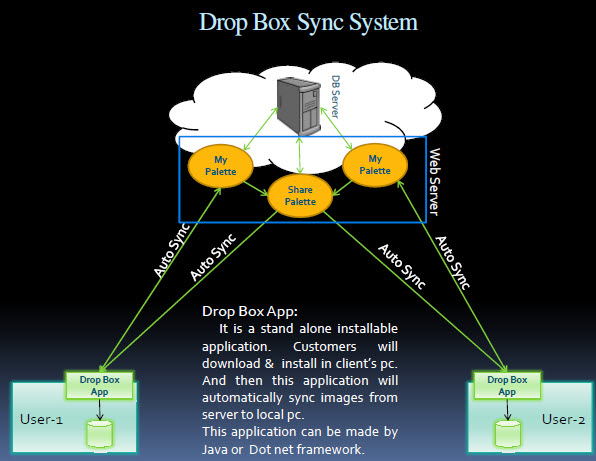 Drop Box Sync System
DB Server
My
Palette
My
Palette
Share
Palette
Web Server
Auto Sync
Auto Sync
Auto Sync
Auto Sync
Drop Box App:
It is a stand alone installable
application. Customers will
download & install in client's pc.
And then this application will
automatically sync images from
server to local pc.
This application can be made by
Java or Dot net framework.
Drop Box
App
User-1
Drop Box
App
User-2